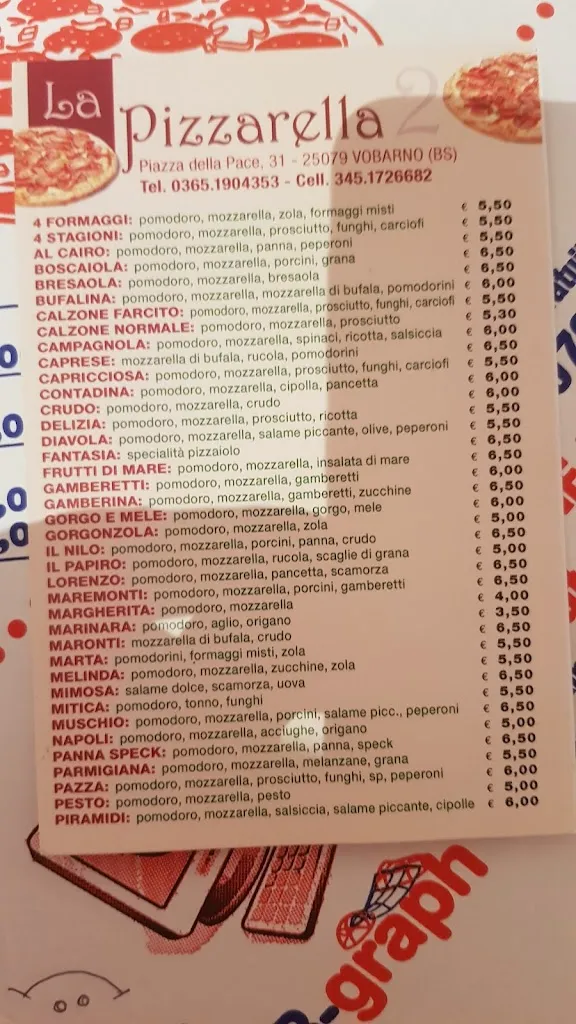 La Pizzarella 2
Piazza della Pace, 31 - 25079 VOBARNO (BS)
Tel. 0365.1904353 - Cell. 345.1726682
4 FORMAGGI: pomodoro, mozzarella, zola, formaggi misti € 5,50
4 STAGIONI: pomodoro, mozzarella, prosciutto, funghi, carciofi € 5,50
AL CAIRO: pomodoro, mozzarella, panna, peperoni € 5,50
BOSCAIOLA: pomodoro, mozzarella, porcini, grana € 6,50
BRESAOLA: pomodoro, mozzarella, bresaola € 6,50
BUFALINA: pomodoro, mozzarella, mozzarella di bufala, pomodorini € 6,00
CALZONE FARCITO: pomodoro, mozzarella, prosciutto, funghi, carciofi € 5,50
CALZONE NORMALE: pomodoro, mozzarella, prosciutto € 5,30
CAMPAGNOLA: pomodoro, mozzarella, spinaci, ricotta, salsiccia € 6,00
CAPRESE: mozzarella di bufala, rucola, pomodorini € 6,50
CAPRICCIOSA: pomodoro, mozzarella, prosciutto, funghi, carciofi € 5,50
CONTADINA: pomodoro, mozzarella, cipolla, pancetta € 6,00
CRUDO: pomodoro, mozzarella, crudo € 6,00
DELIZIA: pomodoro, mozzarella, prosciutto, ricotta € 5,50
DIAVOLA: pomodoro, mozzarella, salame piccante, olive, peperoni € 5,50
FANTASIA: specialità pizzaiolo € 6,50
FRUTTI DI MARE: pomodoro, mozzarella, insalata di mare € 6,50
GAMBERETTI: pomodoro, mozzarella, gamberetti € 6,00
GAMBERINA: pomodoro, mozzarella, gamberetti, zucchine € 6,50
GORGO E MELE: pomodoro, mozzarella, gorgo, mele € 6,00
GORGONZOLA: pomodoro, mozzarella, zola € 5,00
IL NILO: pomodoro, mozzarella, porcini, panna, crudo € 6,50
IL PAPIRO: pomodoro, mozzarella, rucola, scaglie di grana € 5,00
LORENZO: pomodoro, mozzarella, pancetta, scamorza € 6,50
MAREMONTI: pomodoro, mozzarella, porcini, gamberetti € 6,50
MARGHERITA: pomodoro, mozzarella € 4,00
MARINARA: pomodoro, aglio, origano € 3,50
MARONTI: mozzarella di bufala, crudo € 6,50
MARTA: pomodorini, formaggi misti, zola € 5,50
MELINDA: pomodoro, mozzarella, zucchine, zola € 5,50
MIMOSA: salame dolce, scamorza, uova € 6,50
MITICA: pomodoro, tonno, funghi € 5,50
MUSCHIO: pomodoro, mozzarella, porcini, salame picc., peperoni € 6,50
NAPOLI: pomodoro, mozzarella, acciughe, origano € 5,00
PANNA SPECK: pomodoro, mozzarella, panna, speck € 6,50
PARMIGIANA: pomodoro, mozzarella, melanzane, grana € 5,50
PAZZA: pomodoro, mozzarella, prosciutto, funghi, sp, peperoni € 6,00
PESTO: pomodoro, mozzarella, pesto € 5,00
PIRAMIDI: pomodoro, mozzarella, salsiccia, salame piccante, cipolle € 6,00
-graph